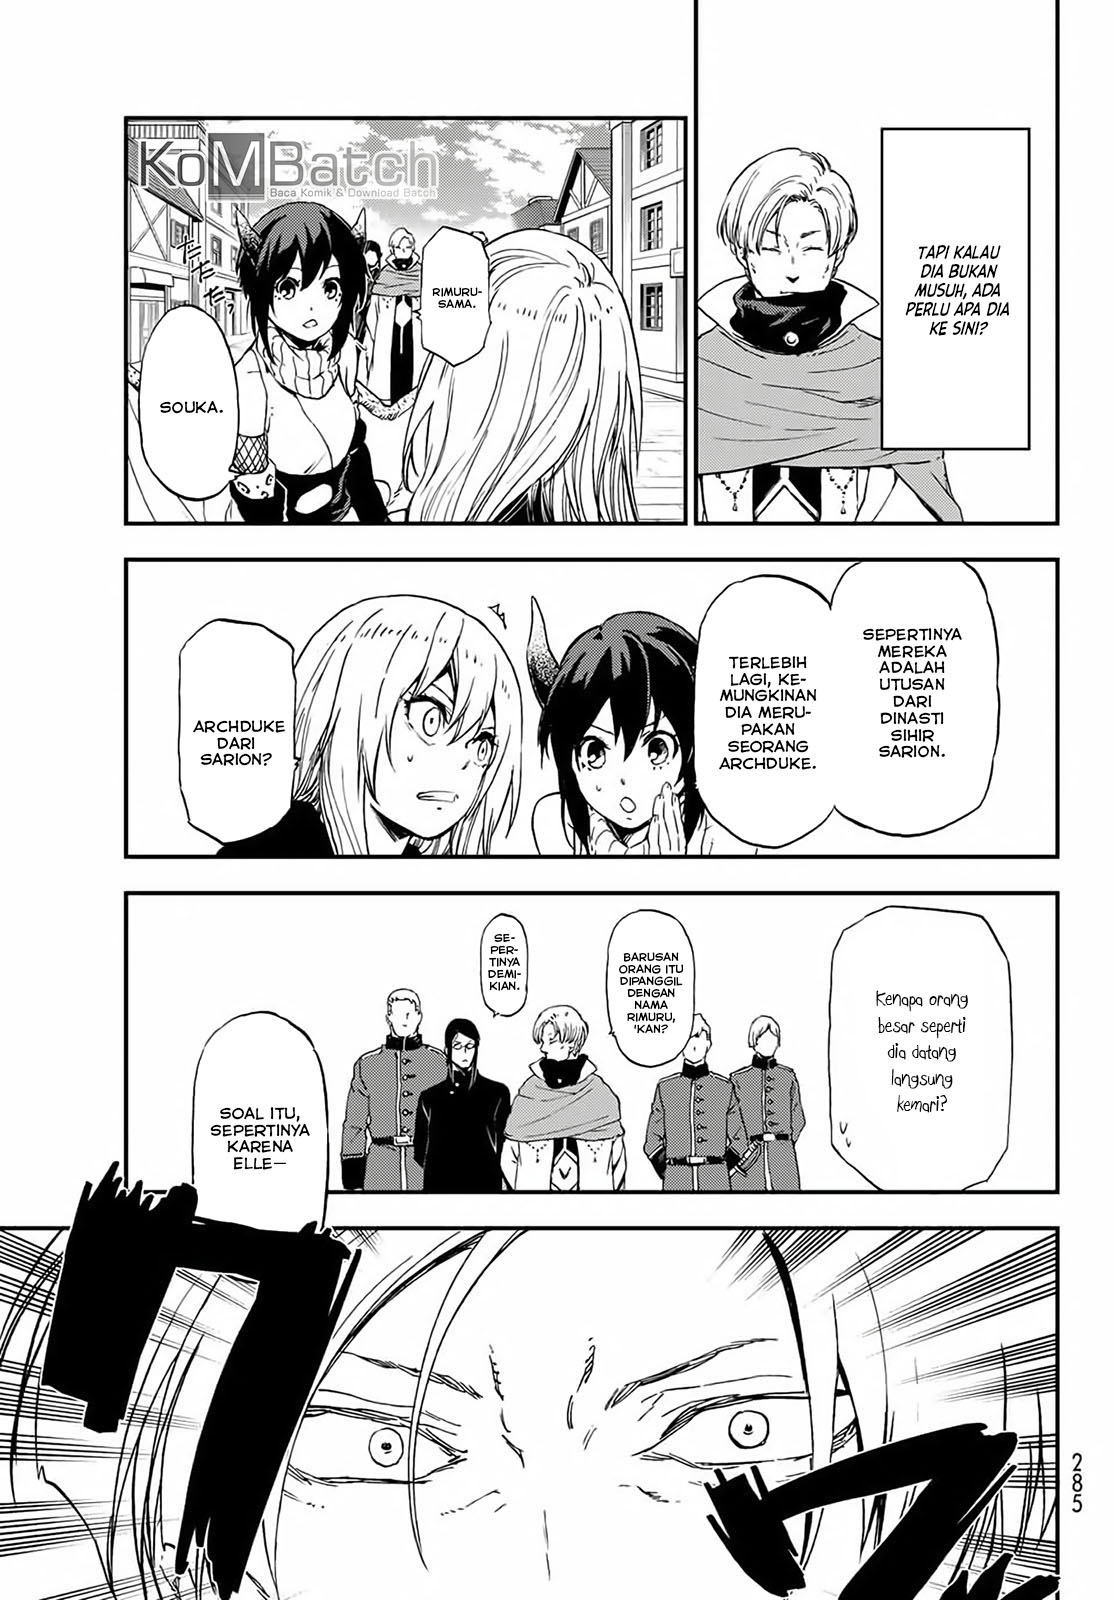 TAPI KALAU
DIA BUKAN
MUSUH, ADA
PERLU APA DIA
KE SINI?
KoMBatch
Baca Komik & Download Batch
RIMURU-
SAMA.
SOUKA.
SEPERTINYA
MEREKA
ADALAH
UTUSAN
DARI
DINASTI
SIHIR
SARION.
TERLEBIH
LAGI, KE-
MUNGKINAN
DIA MERU-
PAKAN
SEORANG
ARCHDUKE.
ARCHDUKE
DARI
SARION?
Kenapa orang
besar seperti
dia datang
langsung
kemari?
BARUSAN
ORANG ITU
DIPANGGIL
DENGAN
NAMA
RIMURU,
'KAN?
SE-
PER-
TINYA
DEMI-
KIAN.
SOAL ITU,
SEPERTINYA
KARENA
ELLE—
285